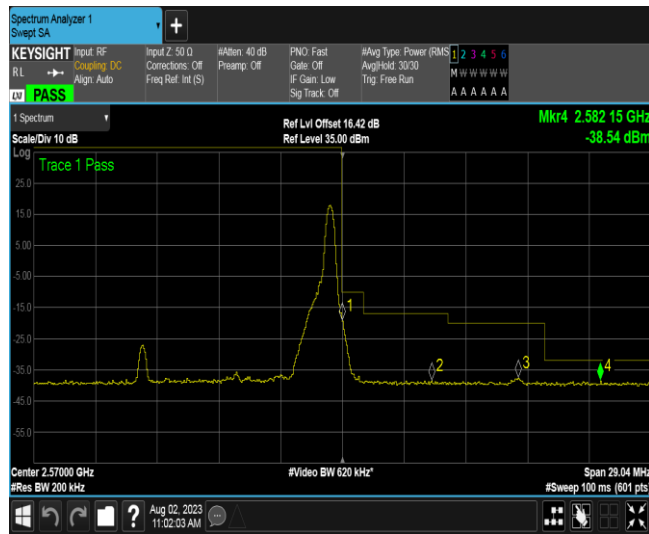 Spectrum Analyzer 1
Swept SA
KEYSIGHT
RL
LXI PASS
Input: RF
Coupling: DC
Align: Auto
Input Z: 50 Ω
Corrections: Off
Freq Ref: Int (S)
#Atten: 40 dB
Preamp: Off
PNO: Fast
Gate: Off
IF Gain: Low
Sig Track: Off
#Avg Type: Power (RMS
Avg|Hold: 30/30
Trig: Free Run
1 2 3 4 5 6
M W W W W W
A A A A A A
1 Spectrum
Scale/Div 10 dB
Ref Lvl Offset 16.42 dB
Ref Level 35.00 dBm
Mkr4 2.582 15 GHz
-38.54 dBm
Log
Trace 1 Pass
25.0
15.0
5.00
-5.00
-15.0
1
-25.0
-35.0
2
3
4
-45.0
-55.0
Center 2.57000 GHz
#Res BW 200 kHz
#Video BW 620 kHz*
Span 29.04 MHz
#Sweep 100 ms (601 pts
?
Aug 02, 2023
11:02:03 AM